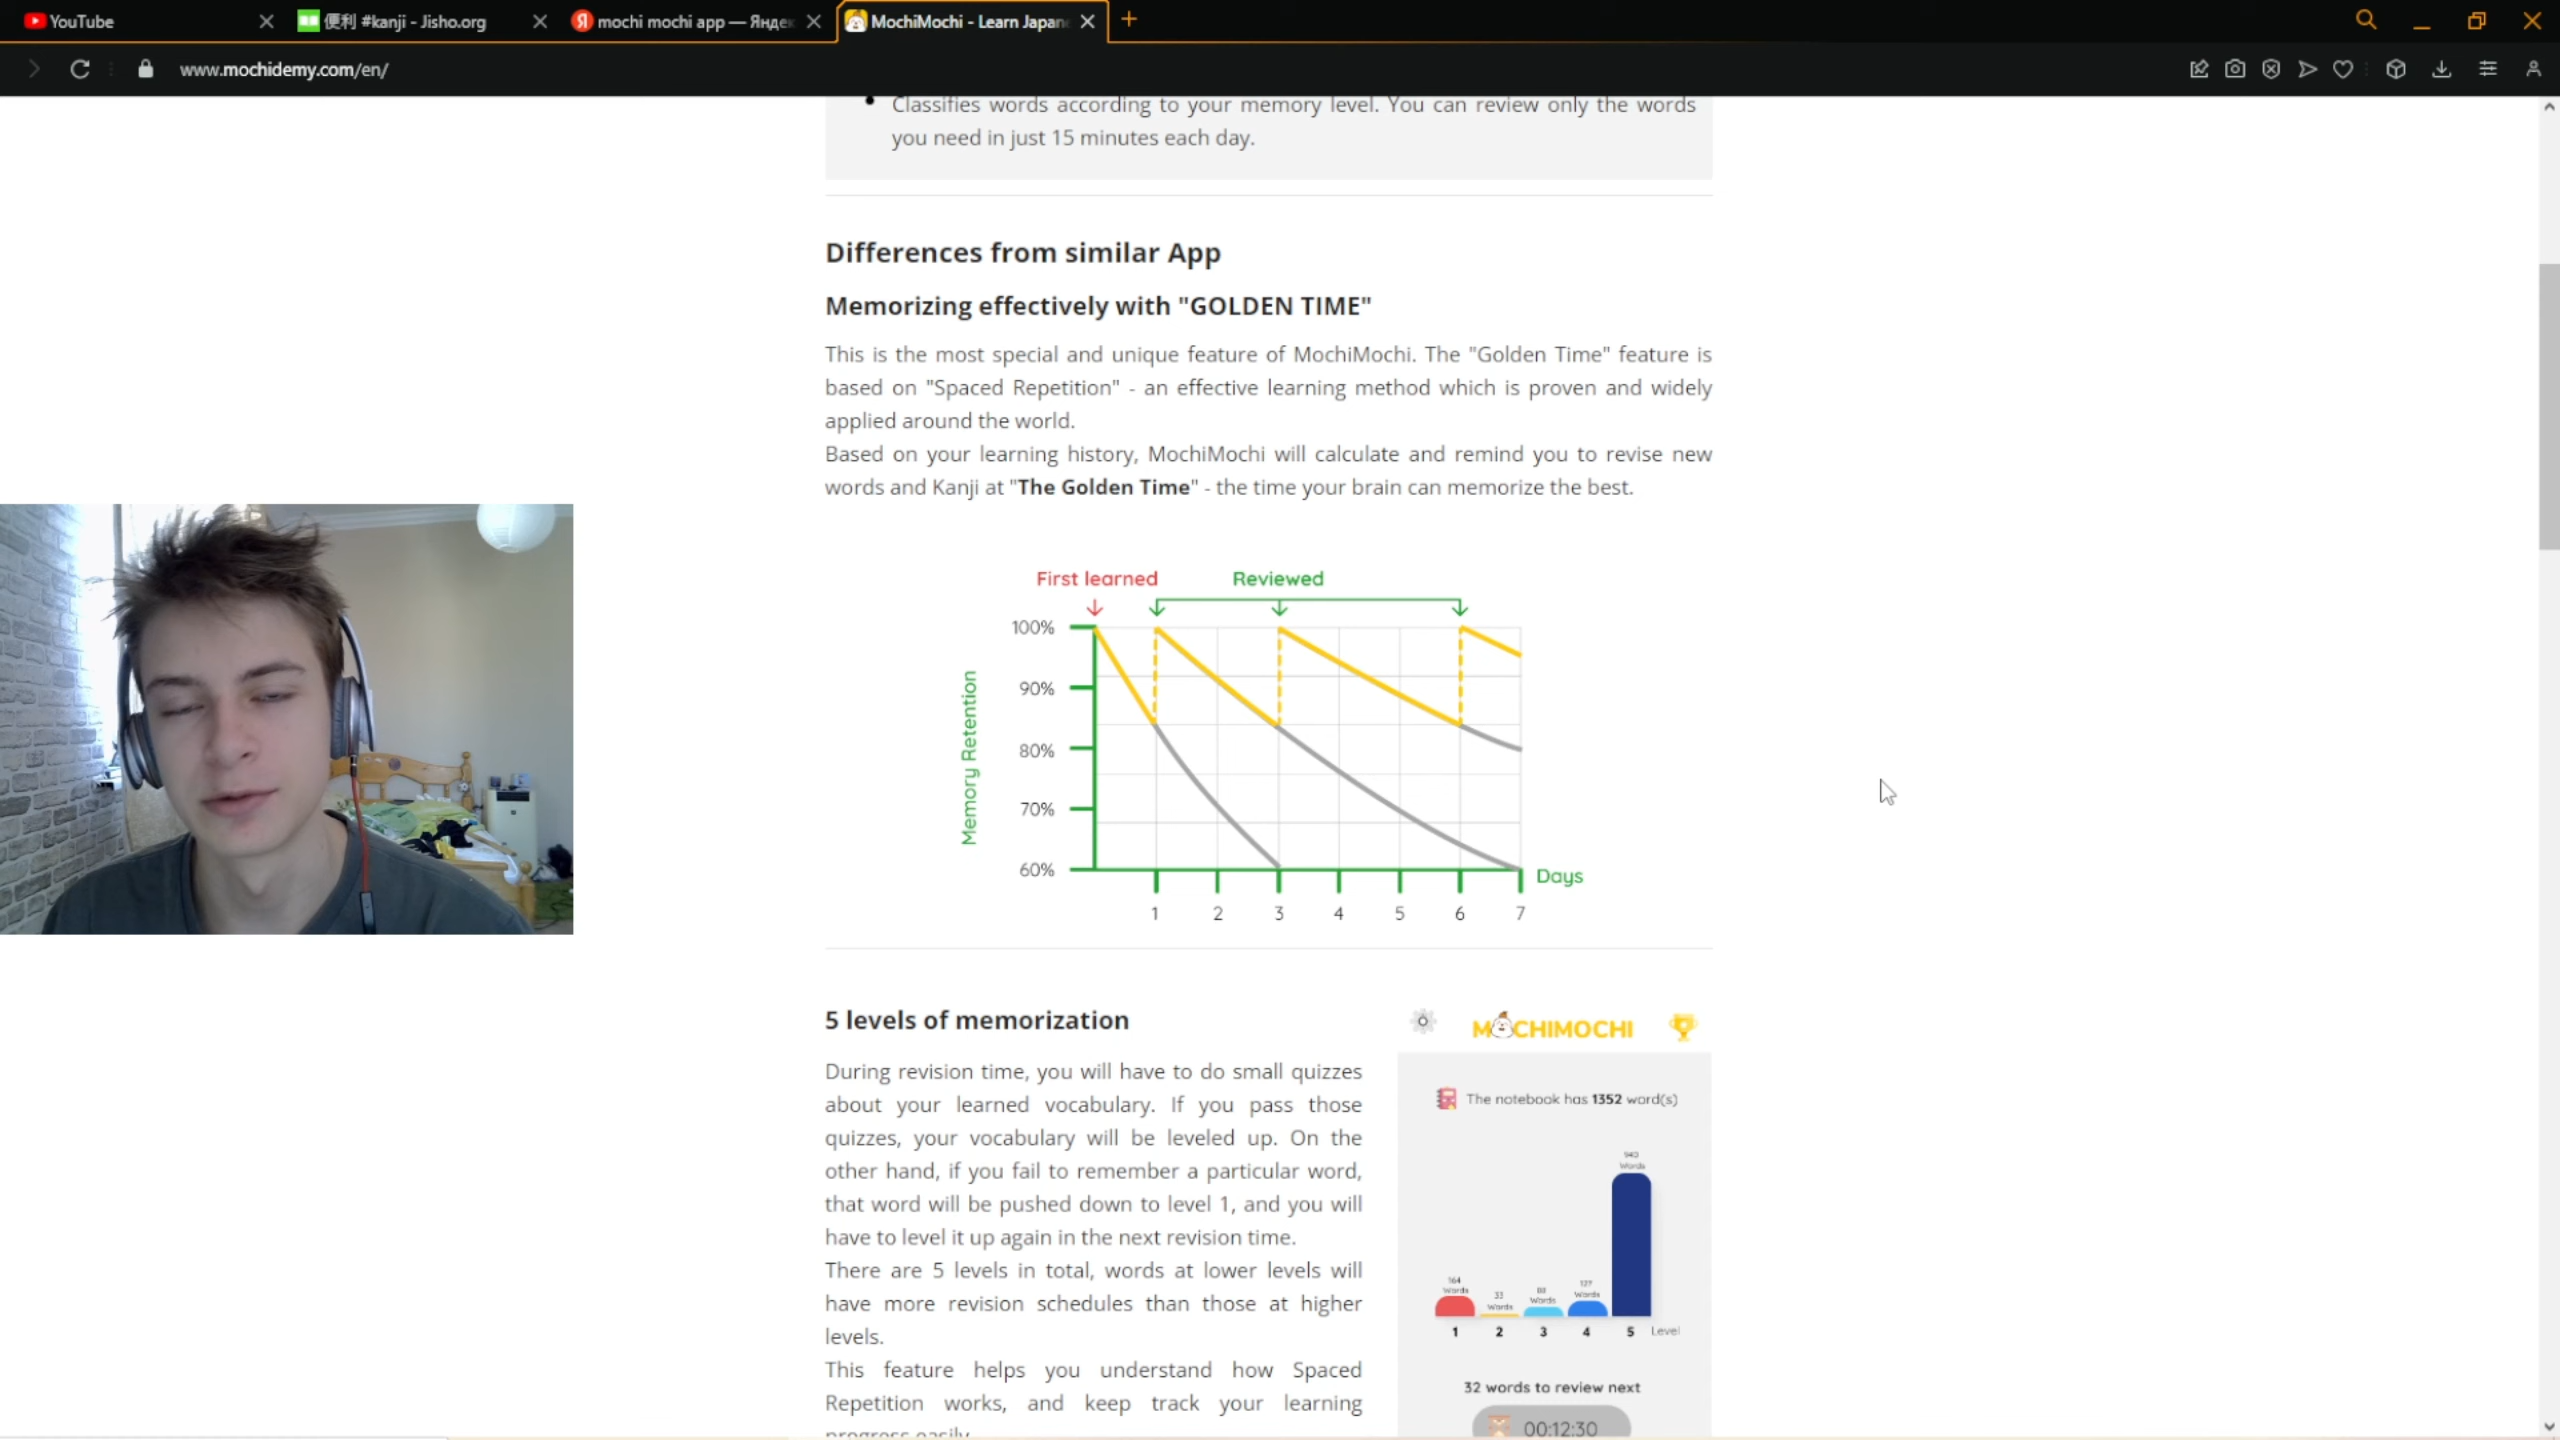 YouTube
便利 #kanji - Jisho.org
mochi mochi app — Яндек
MochiMochi - Learn Japan
www.mochidemy.com/en/
Classifies words according to your memory level. You can review only the words
you need in just 15 minutes each day.
Differences from similar App
Memorizing effectively with "GOLDEN TIME"
This is the most special and unique feature of MochiMochi. The "Golden Time" feature is
based on "Spaced Repetition" - an effective learning method which is proven and widely
applied around the world.
Based on your learning history, MochiMochi will calculate and remind you to revise new
words and Kanji at "The Golden Time" - the time your brain can memorize the best.
First learned
Reviewed
Memory Retention
100%
90%
80%
70%
60%
1 2 3 4 5 6 7
Days
5 levels of memorization
During revision time, you will have to do small quizzes
about your learned vocabulary. If you pass those
quizzes, your vocabulary will be leveled up. On the
other hand, if you fail to remember a particular word,
that word will be pushed down to level 1, and you will
have to level it up again in the next revision time.
There are 5 levels in total, words at lower levels will
have more revision schedules than those at higher
levels.
This feature helps you understand how Spaced
Repetition works, and keep track your learning
progress easily.
MOCHIMOCHI
The notebook has 1352 word(s)
164
Words
33
Words
88
Words
127
Words
940
Words
1 2 3 4 5 Level
32 words to review next
00:12:30